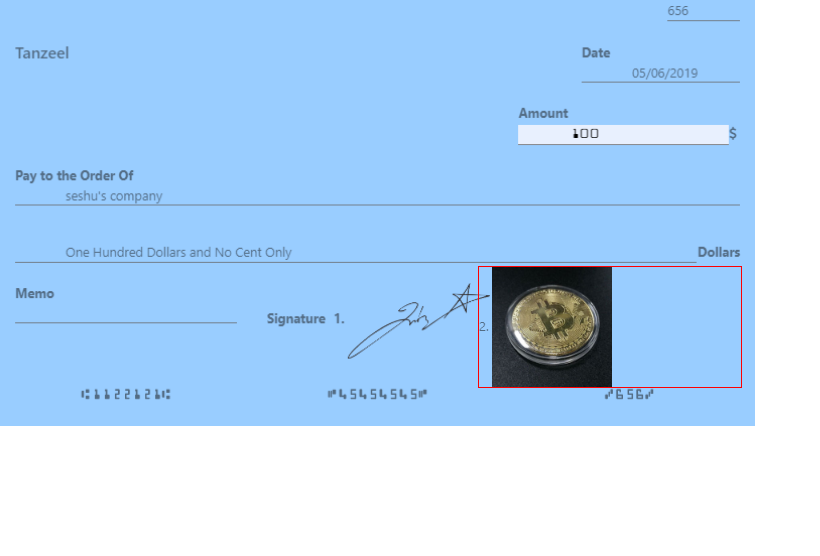 656
Tanzeel
Date
05/06/2019
Amount
100 $
Pay to the Order Of
seshu's company
One Hundred Dollars and No Cent Only Dollars
Memo
Signature 1.
2.
⑆1122121⑆ ⑈45454545⑈ ⑇656⑇